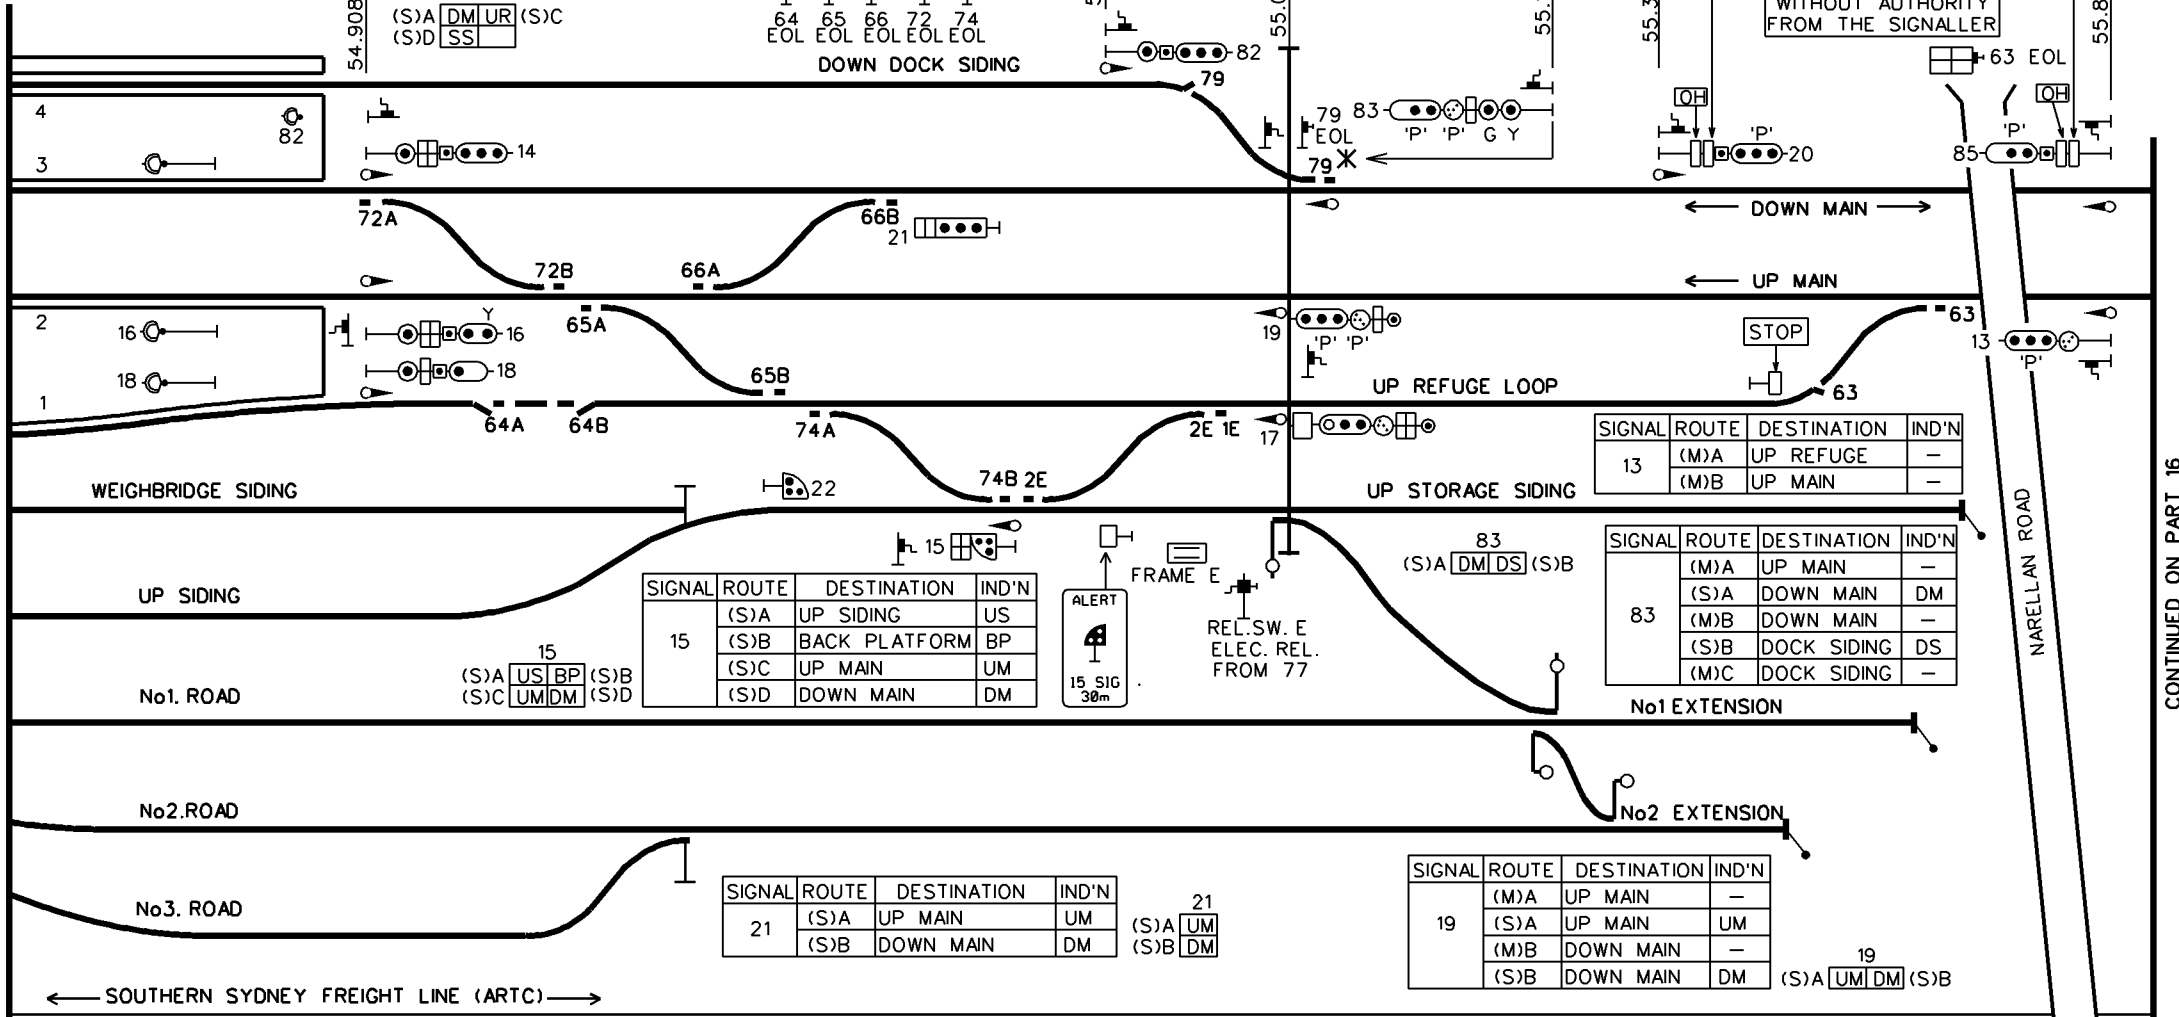 54.908
(S)A DM UR (S)C
(S)D SS
64 65 66 72 74
EOL EOL EOL EOL EOL
DOWN DOCK SIDING
82
WITHOUT AUTHORITY
FROM THE SIGNALLER
63 EOL
79
4
82
3
14
79
EOL
83
'P' 'P' G Y
79
OH
'P'
20
OH
'P'
85
72A
66B
21
DOWN MAIN
72B
66A
UP MAIN
2
16
Y
16
65A
19
'P' 'P'
STOP
63
13
'P'
18
18
1
65B
UP REFUGE LOOP
63
64A
64B
74A
2E 1E
17
SIGNAL ROUTE DESTINATION IND'N
13
(M)A UP REFUGE –
(M)B UP MAIN –
WEIGHBRIDGE SIDING
22
74B 2E
UP STORAGE SIDING
15
FRAME E
83
(S)A DM DS (S)B
SIGNAL ROUTE DESTINATION IND'N
83
(M)A UP MAIN –
(S)A DOWN MAIN DM
(M)B DOWN MAIN –
(S)B DOCK SIDING DS
(M)C DOCK SIDING –
NARELLAN ROAD
CONTINUED ON PART 16
UP SIDING
SIGNAL ROUTE DESTINATION IND'N
15
(S)A UP SIDING US
(S)B BACK PLATFORM BP
(S)C UP MAIN UM
(S)D DOWN MAIN DM
ALERT
15 SIG
30m
REL.SW. E
ELEC. REL.
FROM 77
15
(S)A US BP (S)B
(S)C UM DM (S)D
No1. ROAD
No1 EXTENSION
No2.ROAD
No2 EXTENSION
No3. ROAD
SIGNAL ROUTE DESTINATION IND'N
21
(S)A UP MAIN UM
(S)B DOWN MAIN DM
21
(S)A UM
(S)B DM
SIGNAL ROUTE DESTINATION IND'N
19
(M)A UP MAIN –
(S)A UP MAIN UM
(M)B DOWN MAIN –
(S)B DOWN MAIN DM
19
(S)A UM DM (S)B
SOUTHERN SYDNEY FREIGHT LINE (ARTC)